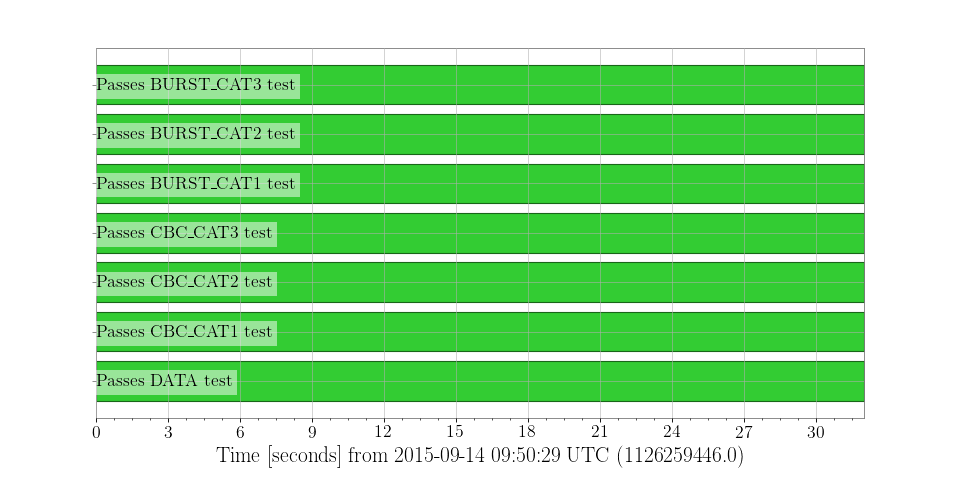 Passes BURST_CAT3 test
Passes BURST_CAT2 test
Passes BURST_CAT1 test
Passes CBC_CAT3 test
Passes CBC_CAT2 test
Passes CBC_CAT1 test
Passes DATA test
0 3 6 9 12 15 18 21 24 27 30
Time [seconds] from 2015-09-14 09:50:29 UTC (1126259446.0)